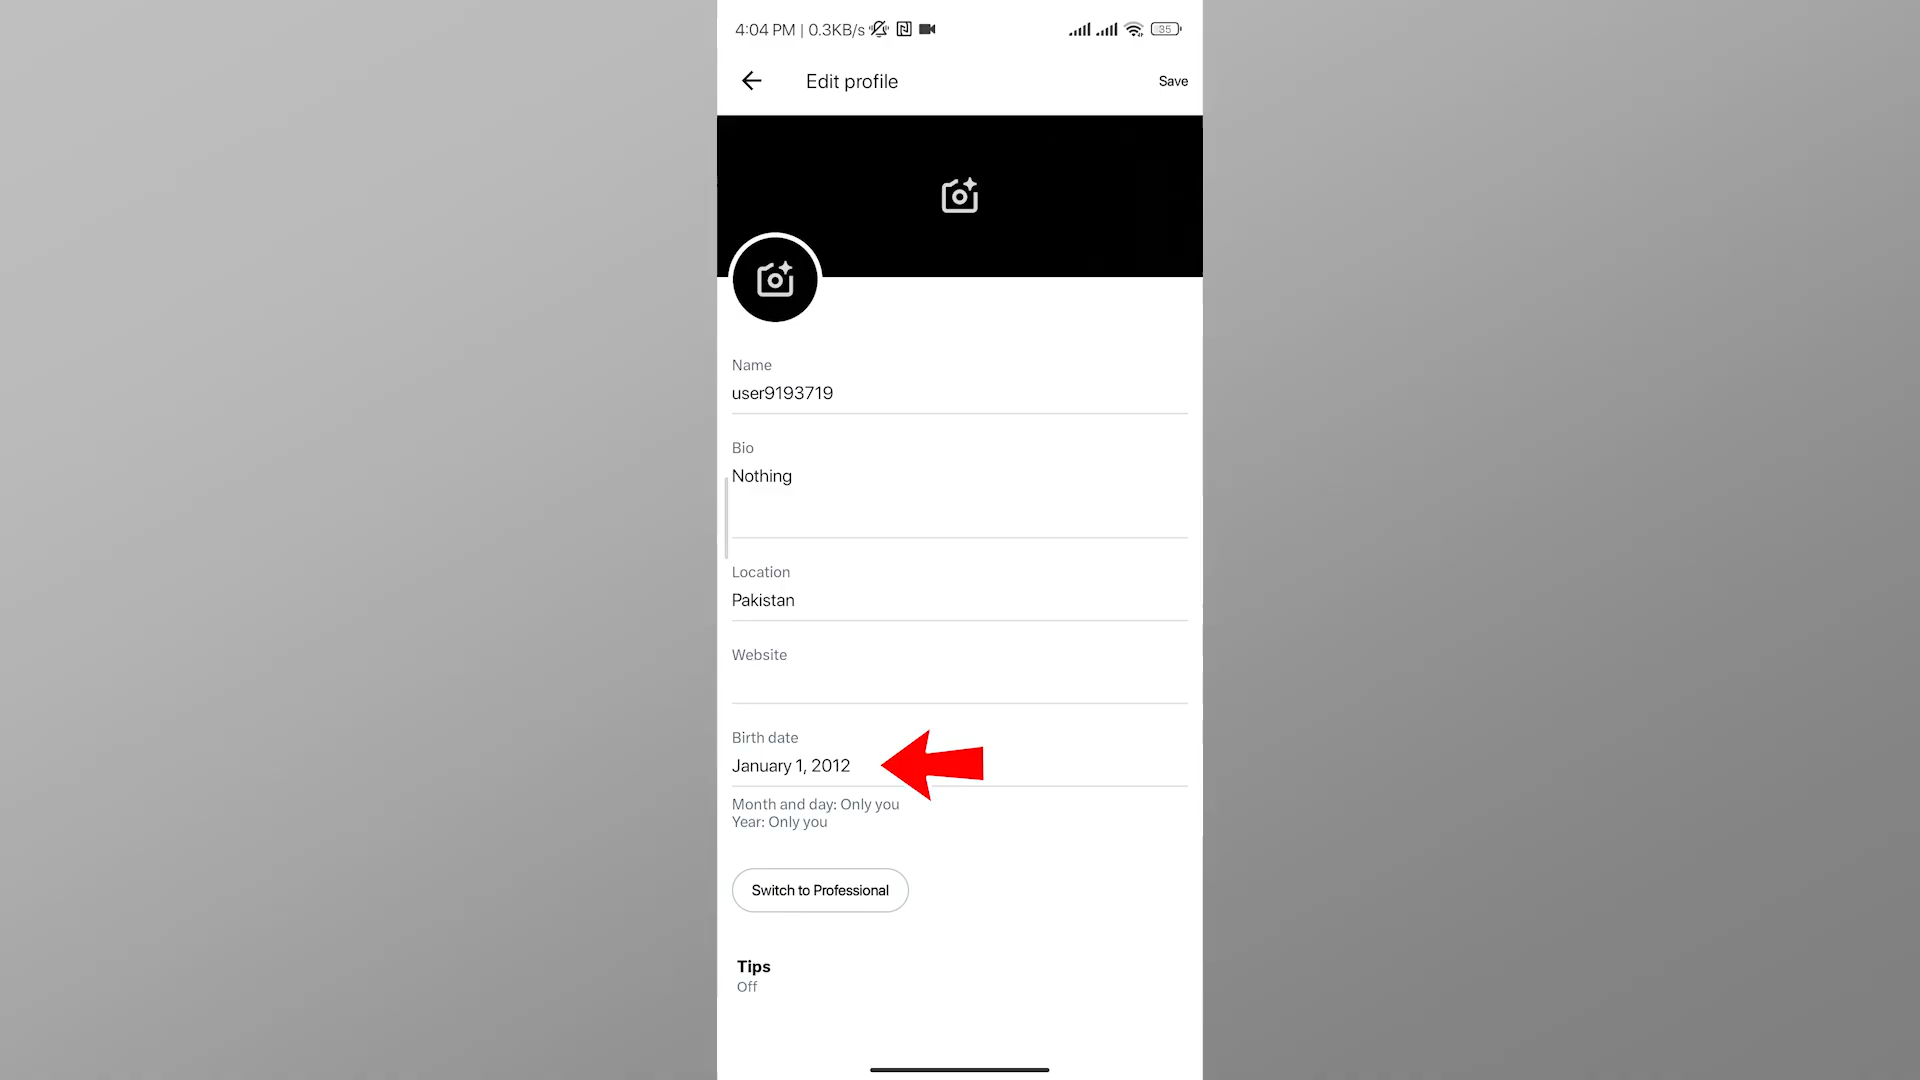 4:04 PM | 0.3KB/s 35
Edit profile
Save
Name
user9193719
Bio
Nothing
Location
Pakistan
Website
Birth date
January 1, 2012
Month and day: Only you
Year: Only you
Switch to Professional
Tips
Off